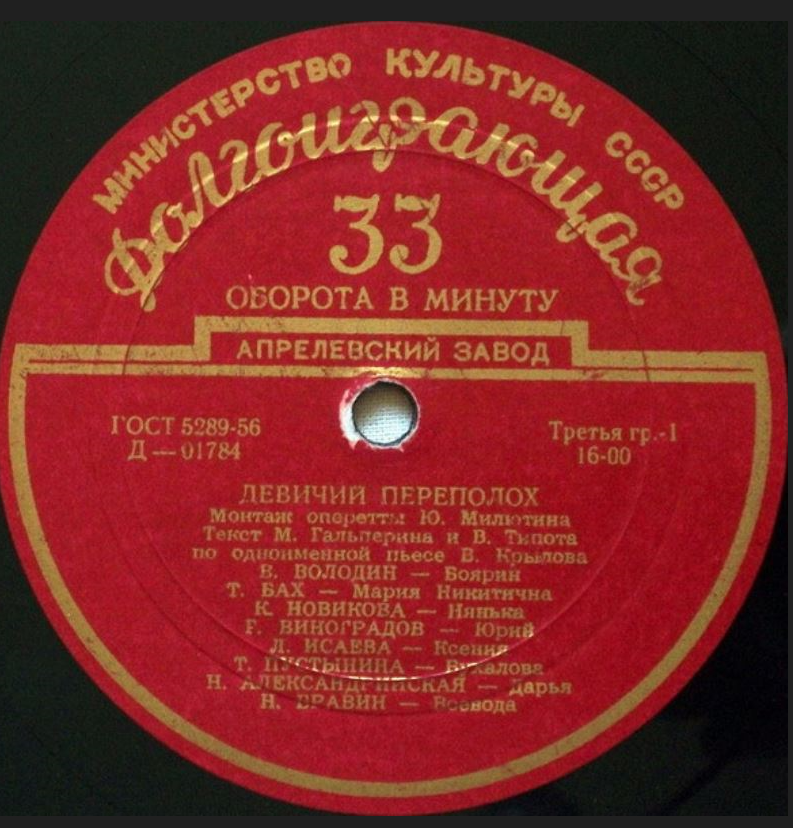 МИНИСТЕРСТВО КУЛЬТУРЫ СССР
Долгоиграющая
33
ОБОРОТА В МИНУТУ
АПРЕЛЕВСКИЙ ЗАВОД
ГОСТ 5289-56
Д — 01784
Третья гр.-1
16-00
ДЕВИЧИЙ ПЕРЕПОЛОХ
Монтаж оперетты Ю. Милютина
Текст М. Гальперина и В. Типота
по одноименной пьесе В. Крылова
В. ВОЛОДИН — Боярин
Т. БАХ — Мария Никитична
К. НОВИКОВА — Нянька
Г. ВИНОГРАДОВ — Юрий
Л. ИСАЕВА — Ксения
Т. ПУСТЫНИНА —
Н. АЛЕКСАНДРИЙСКАЯ — Дарья
Н. БРАВИН — Воевода